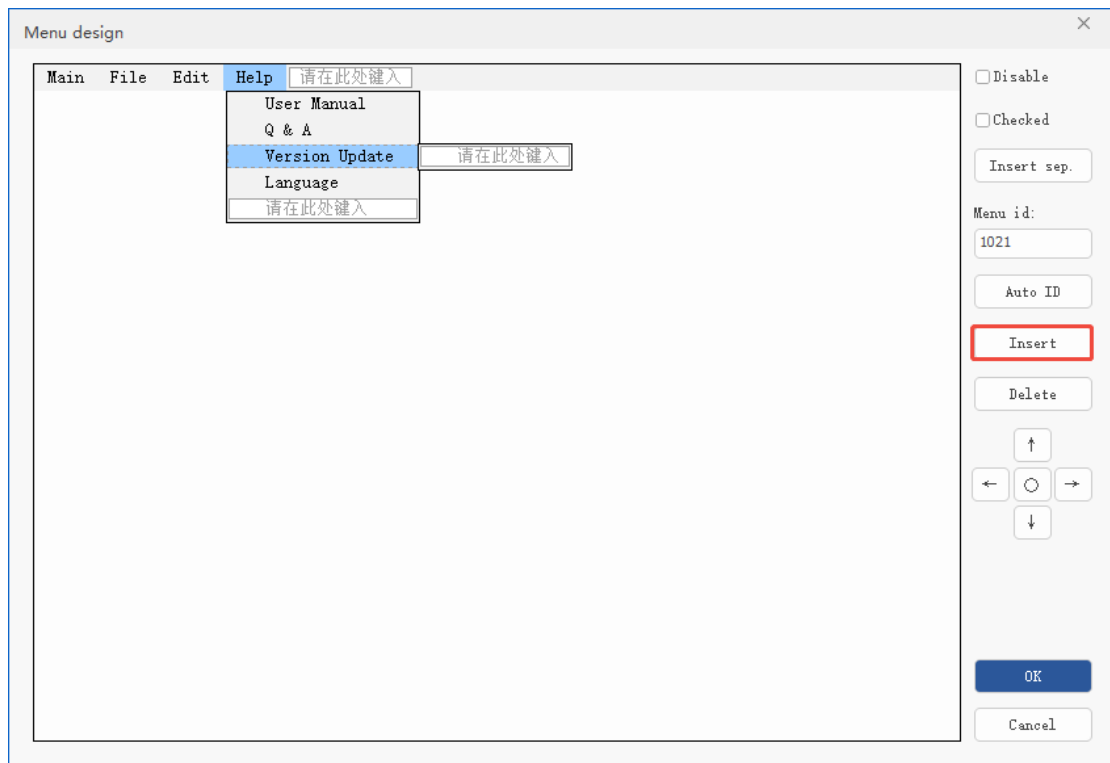 Menu design
Main File Edit Help 请在此处键入
User Manual
Q & A
Version Update 请在此处键入
Language
请在此处键入
Disable
Checked
Insert sep.
Menu id:
1021
Auto ID
Insert
Delete
↑
← ○ →
↓
OK
Cancel